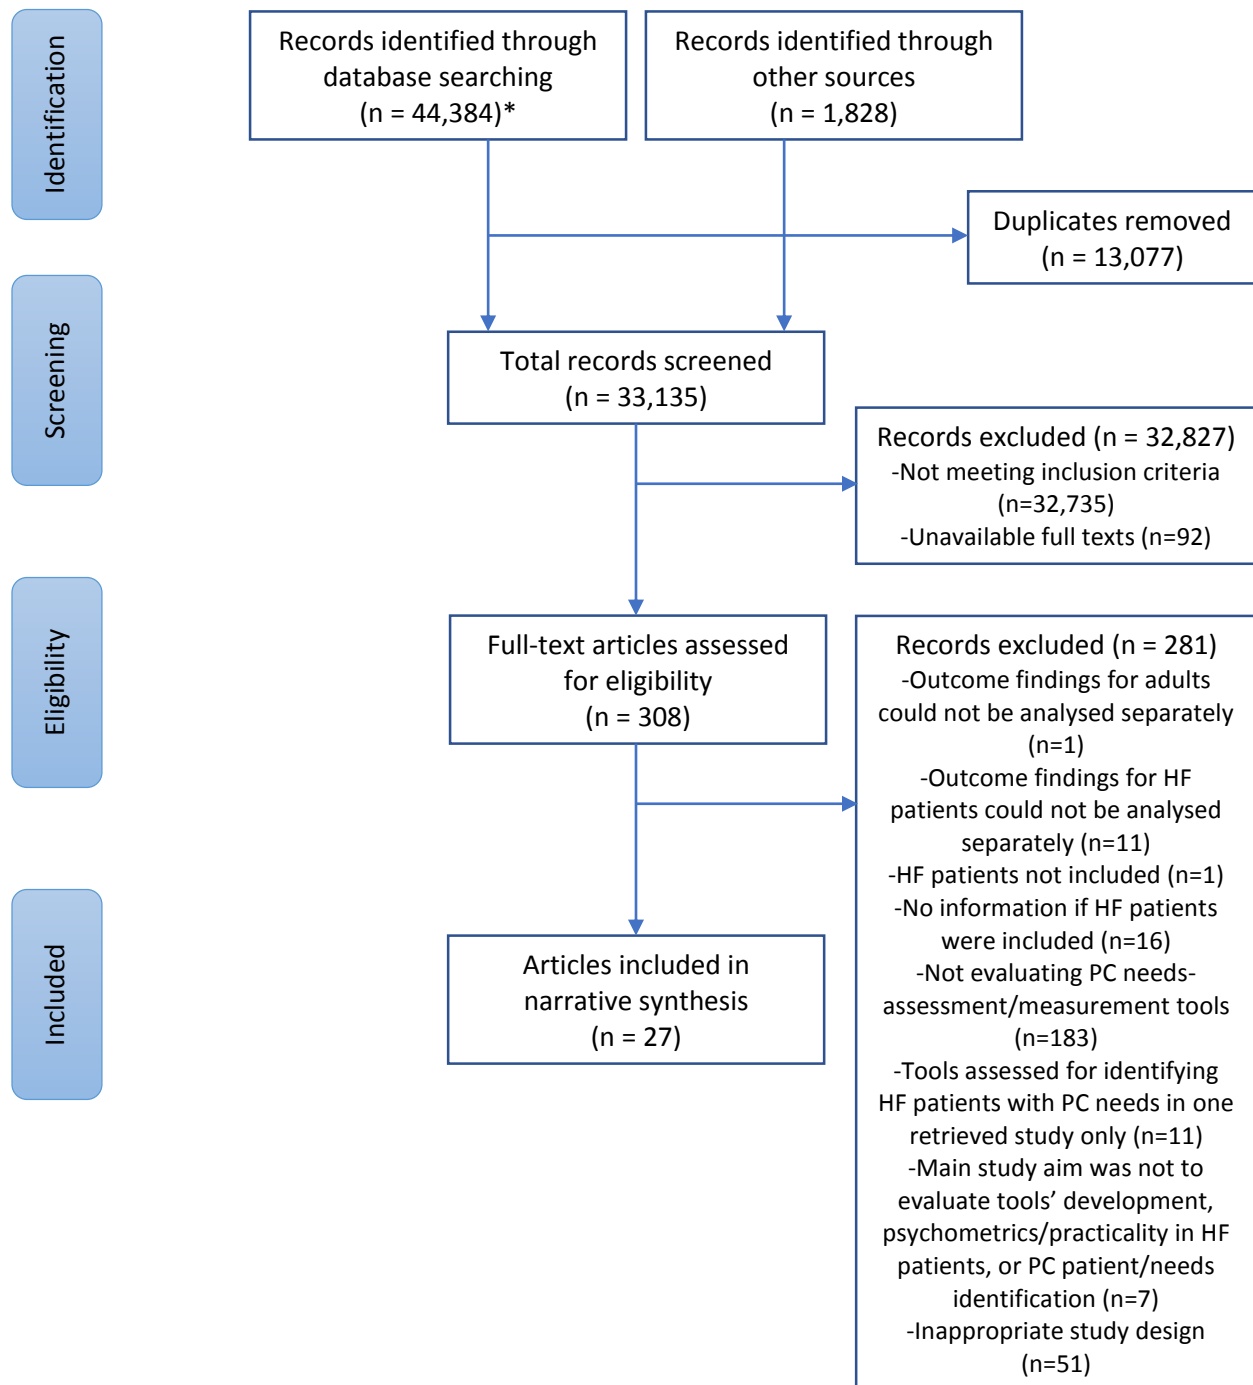 Identification
Records identified through
database searching
(n = 44,384)*
Records identified through
other sources
(n = 1,828)
Duplicates removed
(n = 13,077)
Screening
Total records screened
(n = 33,135)
Records excluded (n = 32,827)
-Not meeting inclusion criteria
(n=32,735)
-Unavailable full texts (n=92)
Eligibility
Full-text articles assessed
for eligibility
(n = 308)
Records excluded (n = 281)
-Outcome findings for adults
could not be analysed separately
(n=1)
-Outcome findings for HF
patients could not be analysed
separately (n=11)
-HF patients not included (n=1)
-No information if HF patients
were included (n=16)
-Not evaluating PC needs-
assessment/measurement tools
(n=183)
-Tools assessed for identifying
HF patients with PC needs in one
retrieved study only (n=11)
-Main study aim was not to
evaluate tools’ development,
psychometrics/practicality in HF
patients, or PC patient/needs
identification (n=7)
-Inappropriate study design
(n=51)
Included
Articles included in
narrative synthesis
(n = 27)